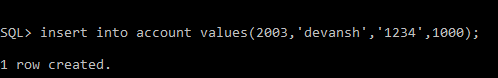 SQL> insert into account values(2003,'devansh','1234',1000);
1 row created.